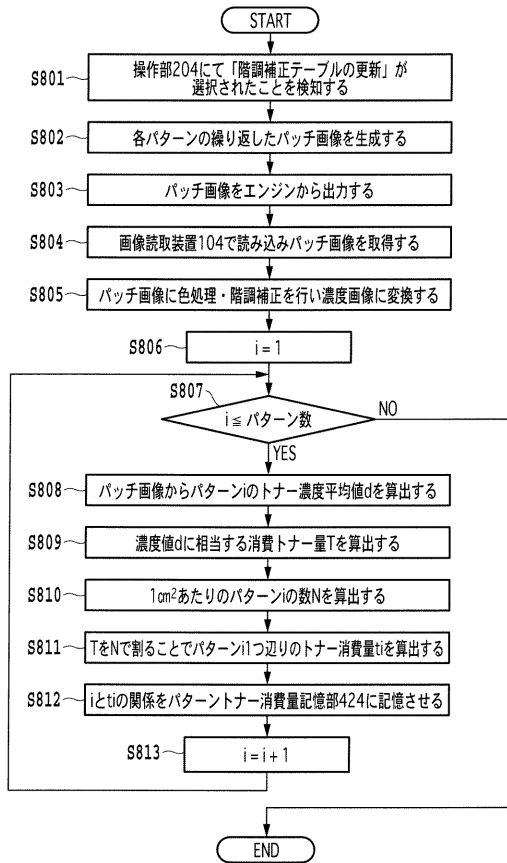 START
S801
操作部204にて「階調補正テーブルの更新」が
選択されたことを検知する
S802
各パターンの繰り返したパッチ画像を生成する
S803
パッチ画像をエンジンから出力する
S804
画像読取装置104で読み込みパッチ画像を取得する
S805
パッチ画像に色処理・階調補正を行い濃度画像に変換する
S806
i=1
S807
i≦パターン数
NO
YES
S808
パッチ画像からパターンiのトナー濃度平均値dを算出する
S809
濃度値dに相当する消費トナー量Tを算出する
S810
1cm²あたりのパターンiの数Nを算出する
S811
TをNで割ることでパターンi1つ辺りのトナー消費量tiを算出する
S812
iとtiの関係をパターントナー消費量記憶部424に記憶させる
S813
i=i+1
END